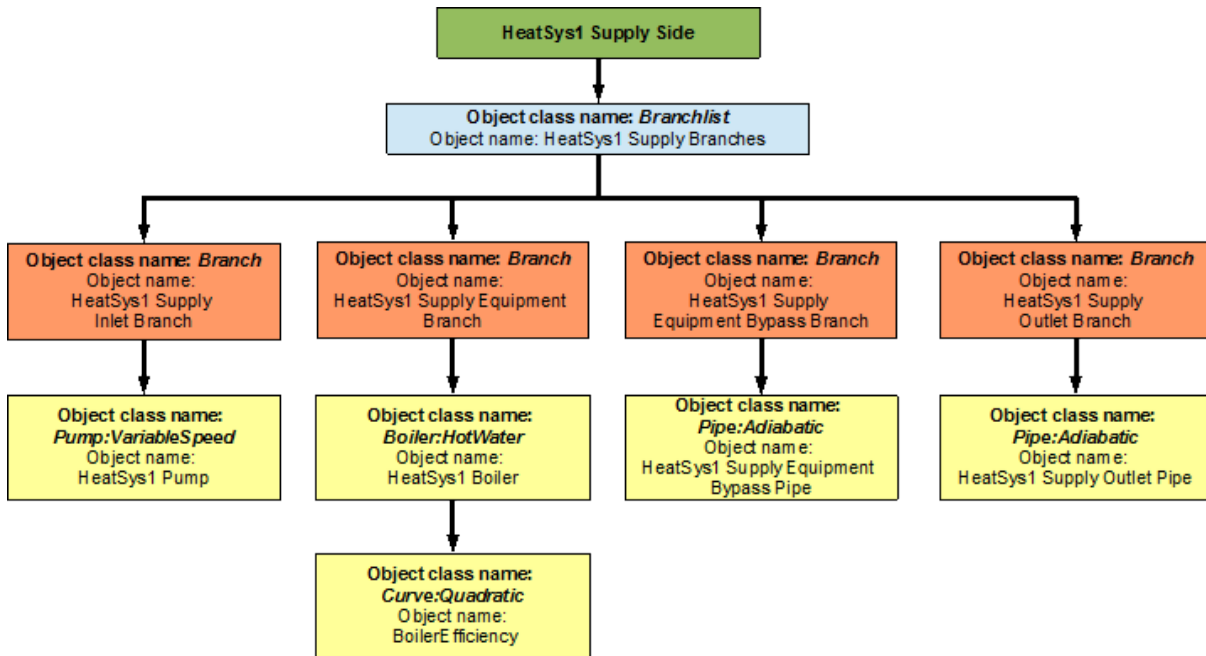 HeatSys1 Supply Side
Object class name: Branchlist
Object name: HeatSys1 Supply Branches
Object class name: Branch
Object name:
HeatSys1 Supply
Inlet Branch
Object class name: Branch
Object name:
HeatSys1 Supply Equipment
Branch
Object class name: Branch
Object name:
HeatSys1 Supply
Equipment Bypass Branch
Object class name: Branch
Object name:
HeatSys1 Supply
Outlet Branch
Object class name:
Pump:VariableSpeed
Object name:
HeatSys1 Pump
Object class name:
Boiler:HotWater
Object name:
HeatSys1 Boiler
Object class name:
Pipe:Adiabatic
Object name:
HeatSys1 Supply Equipment
Bypass Pipe
Object class name:
Pipe:Adiabatic
Object name:
HeatSys1 Supply Outlet Pipe
Object class name:
Curve:Quadratic
Object name:
BoilerEfficiency